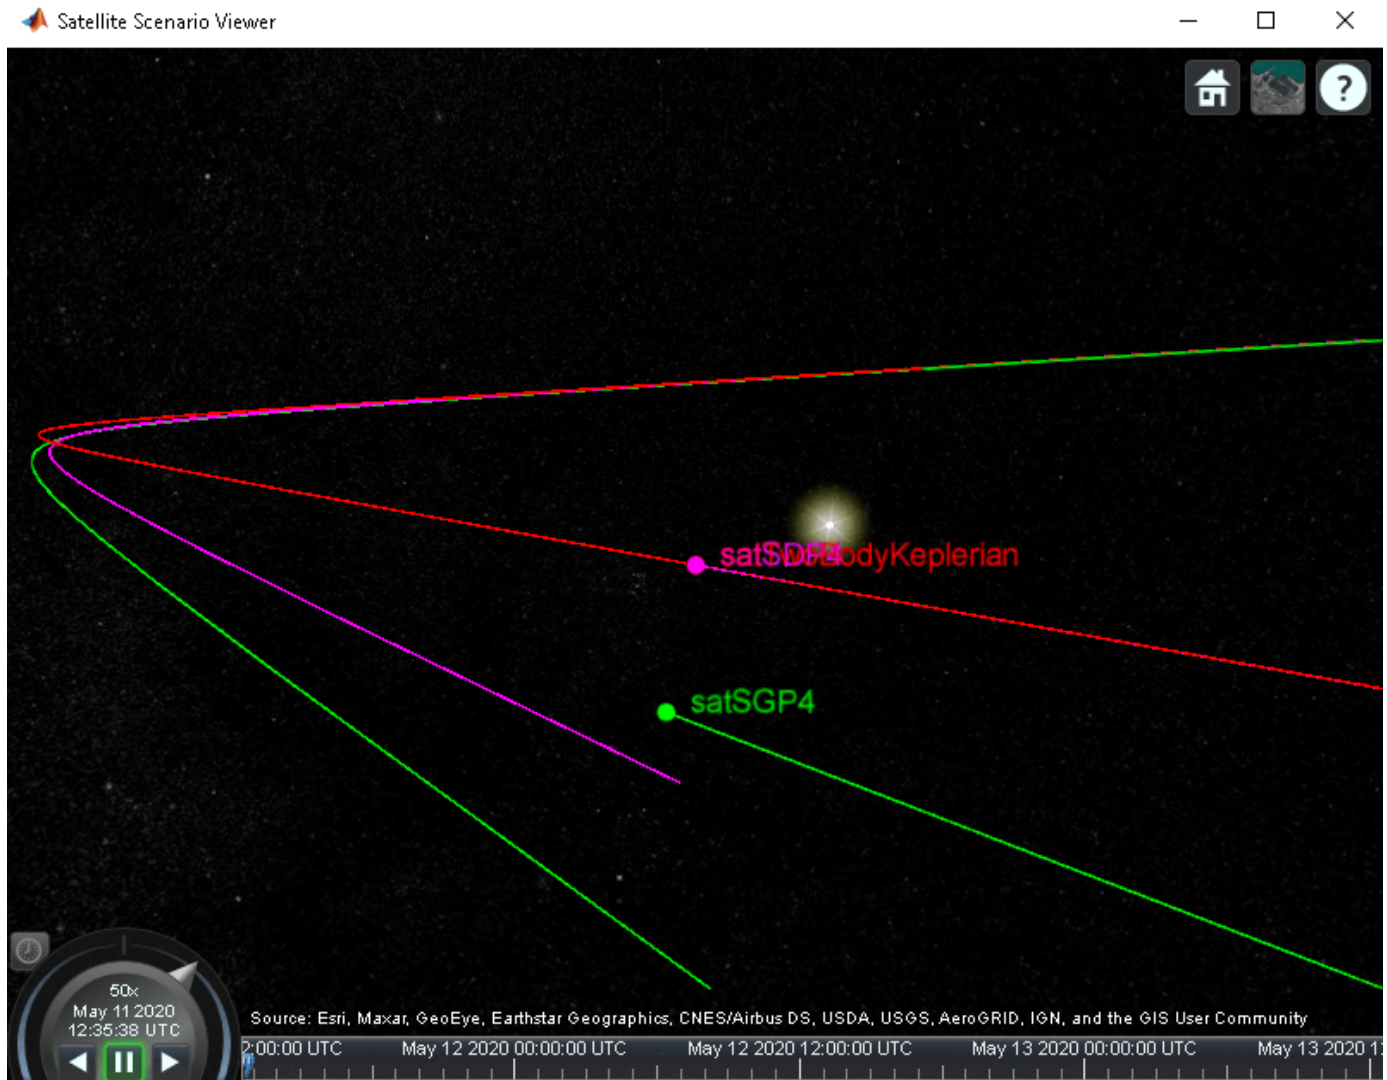 Satellite Scenario Viewer
?
satTwoBodyKeplerian
satSDP4
satSGP4
50x
May 11 2020
12:35:38 UTC
Source: Esri, Maxar, GeoEye, Earthstar Geographics, CNES/Airbus DS, USDA, USGS, AeroGRID, IGN, and the GIS User Community
2:00:00 UTC May 12 2020 00:00:00 UTC May 12 2020 12:00:00 UTC May 13 2020 00:00:00 UTC May 13 2020 1